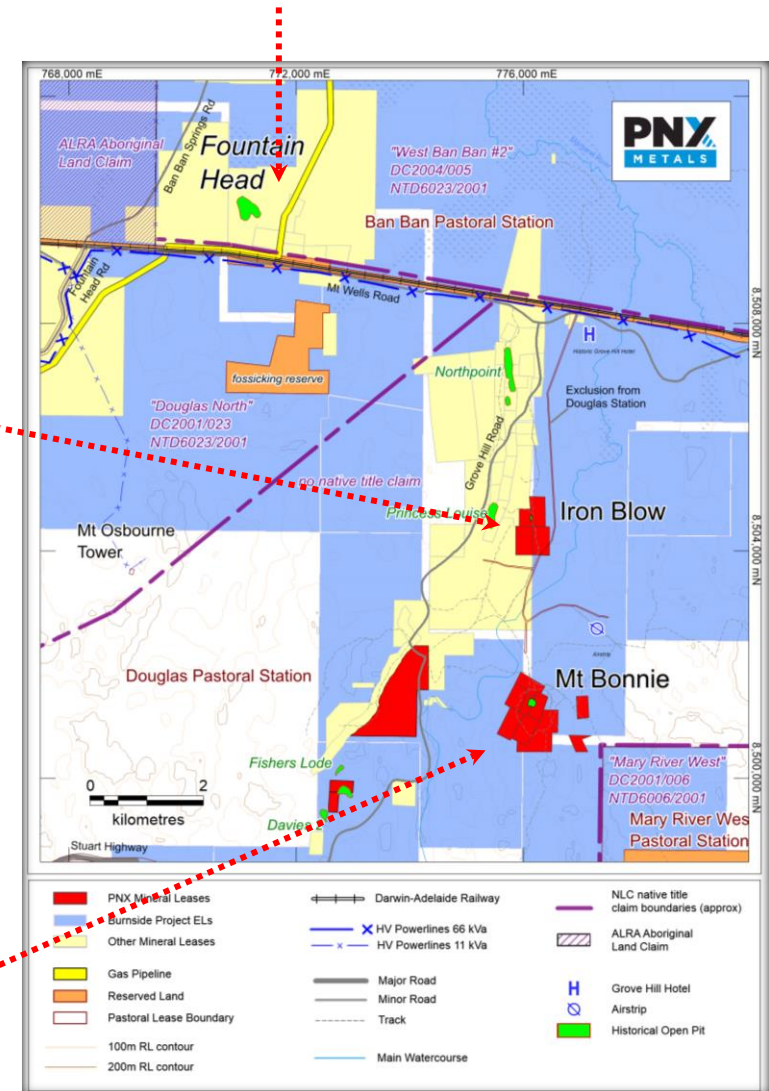 768,000 mE
772,000 mE
776,000 mE
ALRA Aboriginal
Land Claim
Ban Ban Springs Rd
Fountain
Head
"West Ban Ban #2"
DC2004/005
NTD6023/2001
PNX
METALS
Ban Ban Pastoral Station
Fountain
Head Rd
Mt Wells Road
8,508,000 mN
H
Historic Grove Hill Hotel
fossicking reserve
Northpoint
Exclusion from
Douglas Station
"Douglas North"
DC2001/023
NTD6023/2001
Grove Hill Road
no native title claim
Princess Louise
Iron Blow
Mt Osbourne
Tower
8,504,000 mN
Airstrip
Douglas Pastoral Station
Mt Bonnie
Fishers Lode
"Mary River West"
DC2001/006
NTD6006/2001
8,500,000 mN
0 2
kilometres
Davies 2
Mary River Wes
Pastoral Station
Stuart Highway
PNX Mineral Leases
Burnside Project ELs
Other Mineral Leases
Gas Pipeline
Reserved Land
Pastoral Lease Boundary
100m RL contour
200m RL contour
Darwin-Adelaide Railway
HV Powerlines 66 kVa
HV Powerlines 11 kVa
Major Road
Minor Road
Track
Main Watercourse
NLC native title
claim boundaries (approx)
ALRA Aboriginal
Land Claim
H Grove Hill Hotel
Airstrip
Historical Open Pit